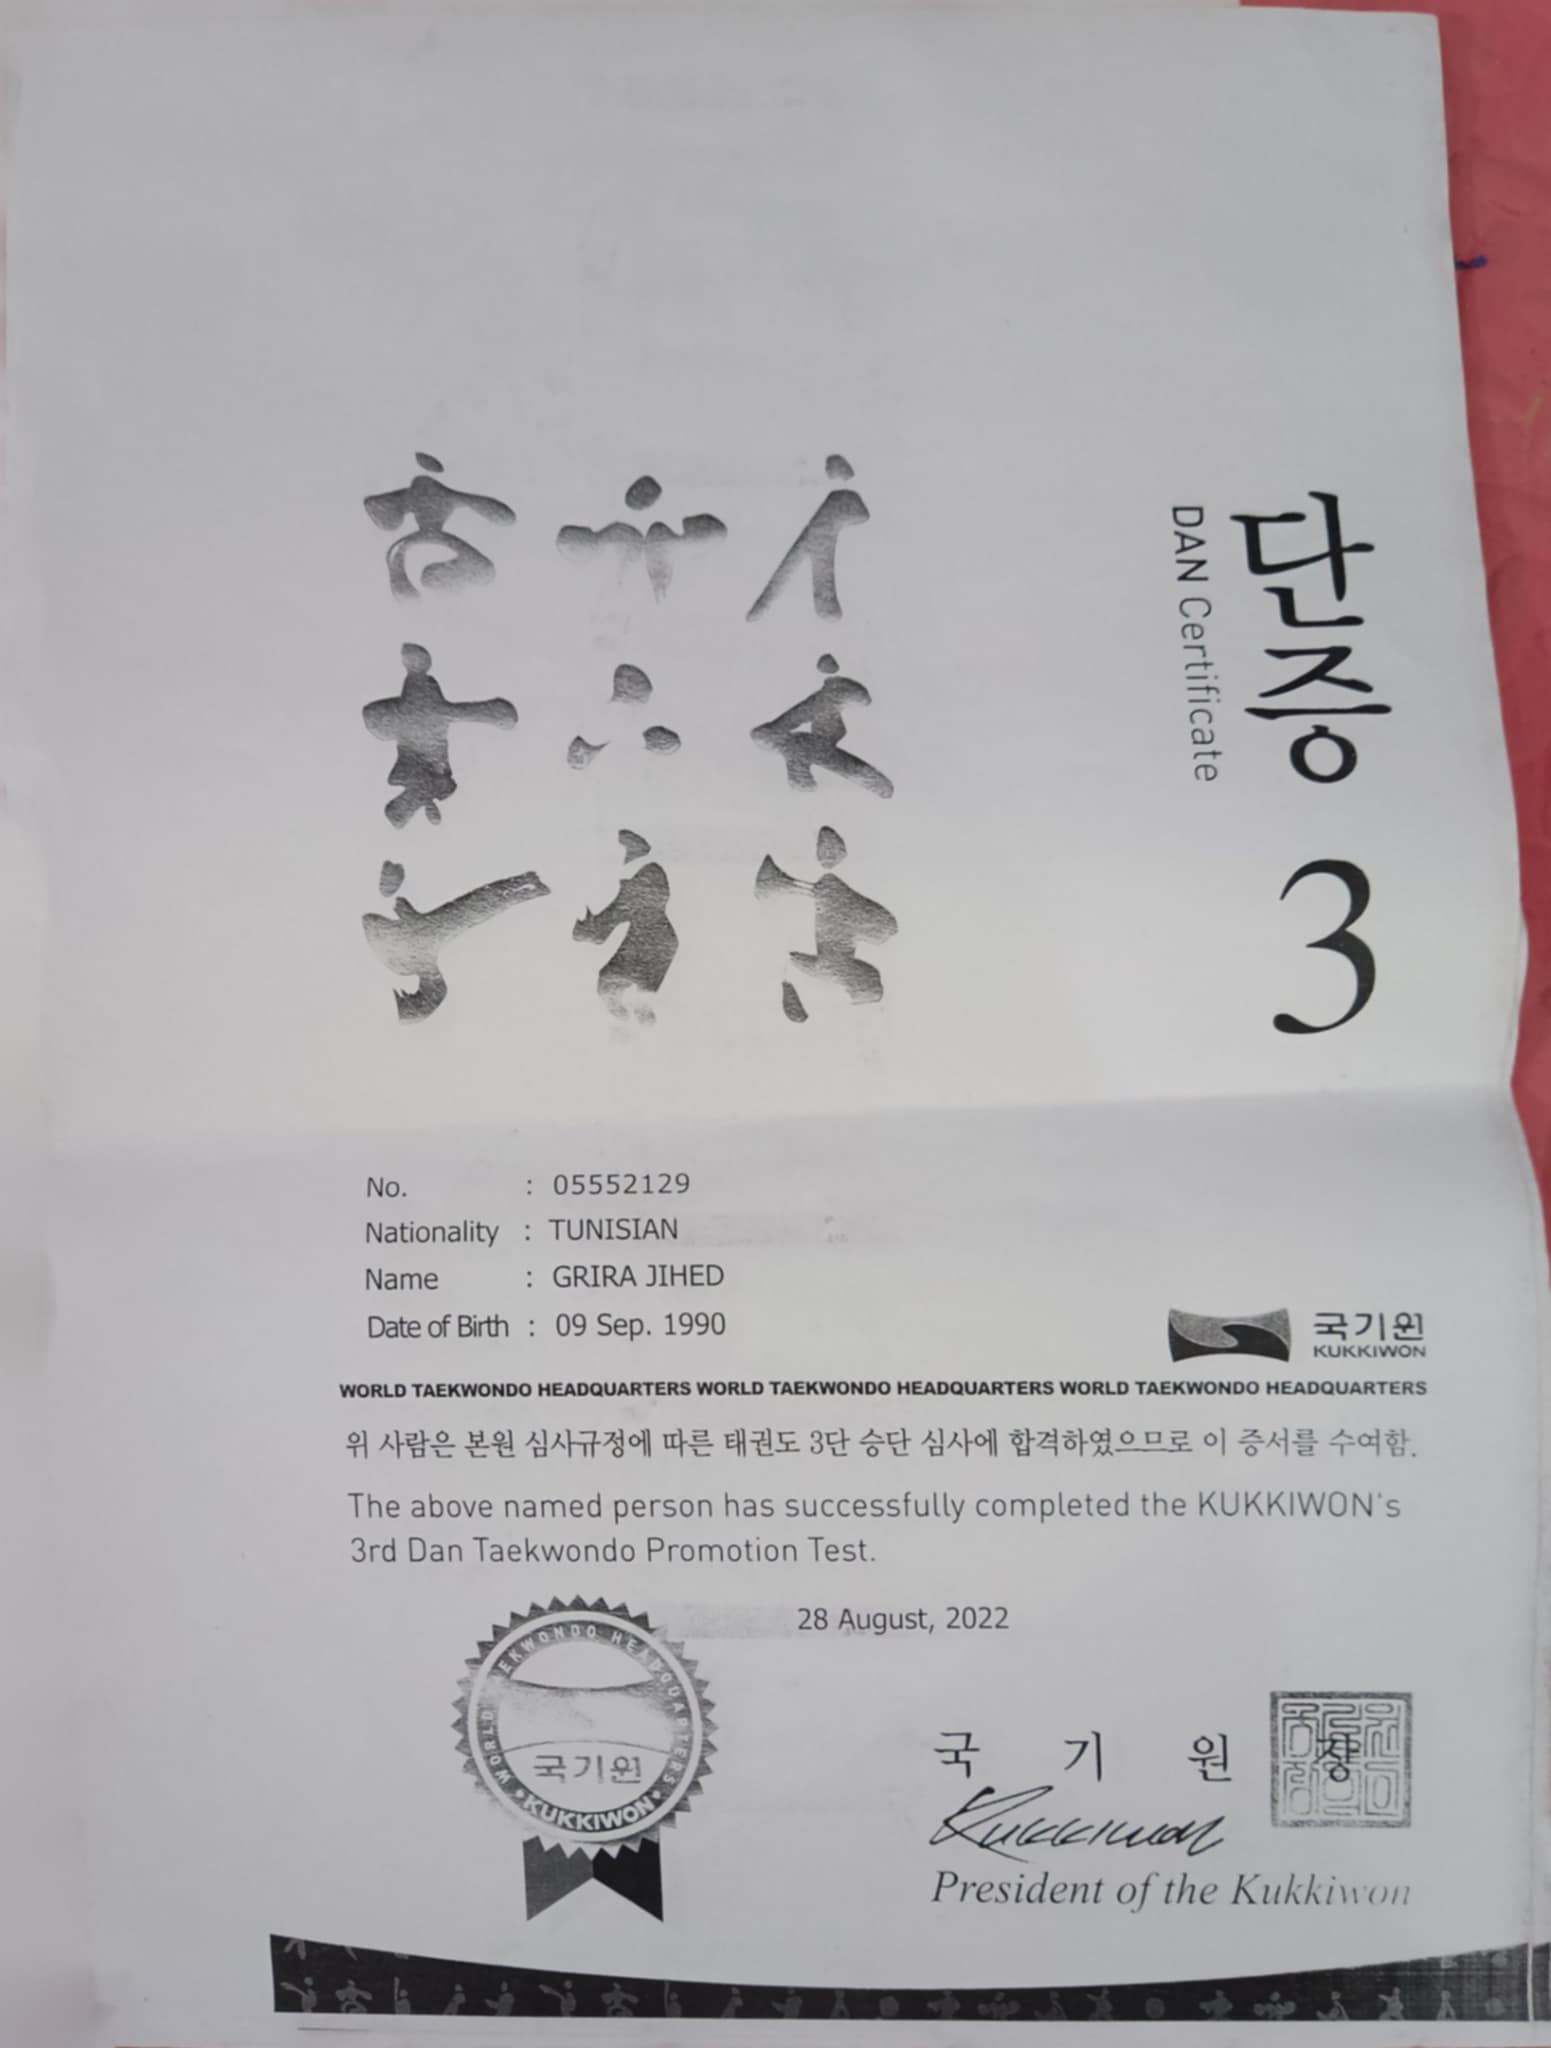 단증 3
DAN Certificate
No. : 05552129
Nationality : TUNISIAN
Name : GRIRA JIHED
Date of Birth : 09 Sep. 1990
국기원
KUKKIWON
WORLD TAEKWONDO HEADQUARTERS WORLD TAEKWONDO HEADQUARTERS WORLD TAEKWONDO HEADQUARTERS
위 사람은 본원 심사규정에 따른 태권도 3단 승단 심사에 합격하였으므로 이 증서를 수여함.
The above named person has successfully completed the KUKKIWON's
3rd Dan Taekwondo Promotion Test.
28 August, 2022
WORLD TAEKWONDO HEADQUARTERS
국기원
KUKKIWON
국 기 원 장
Kukkiwon
President of the Kukkiwon